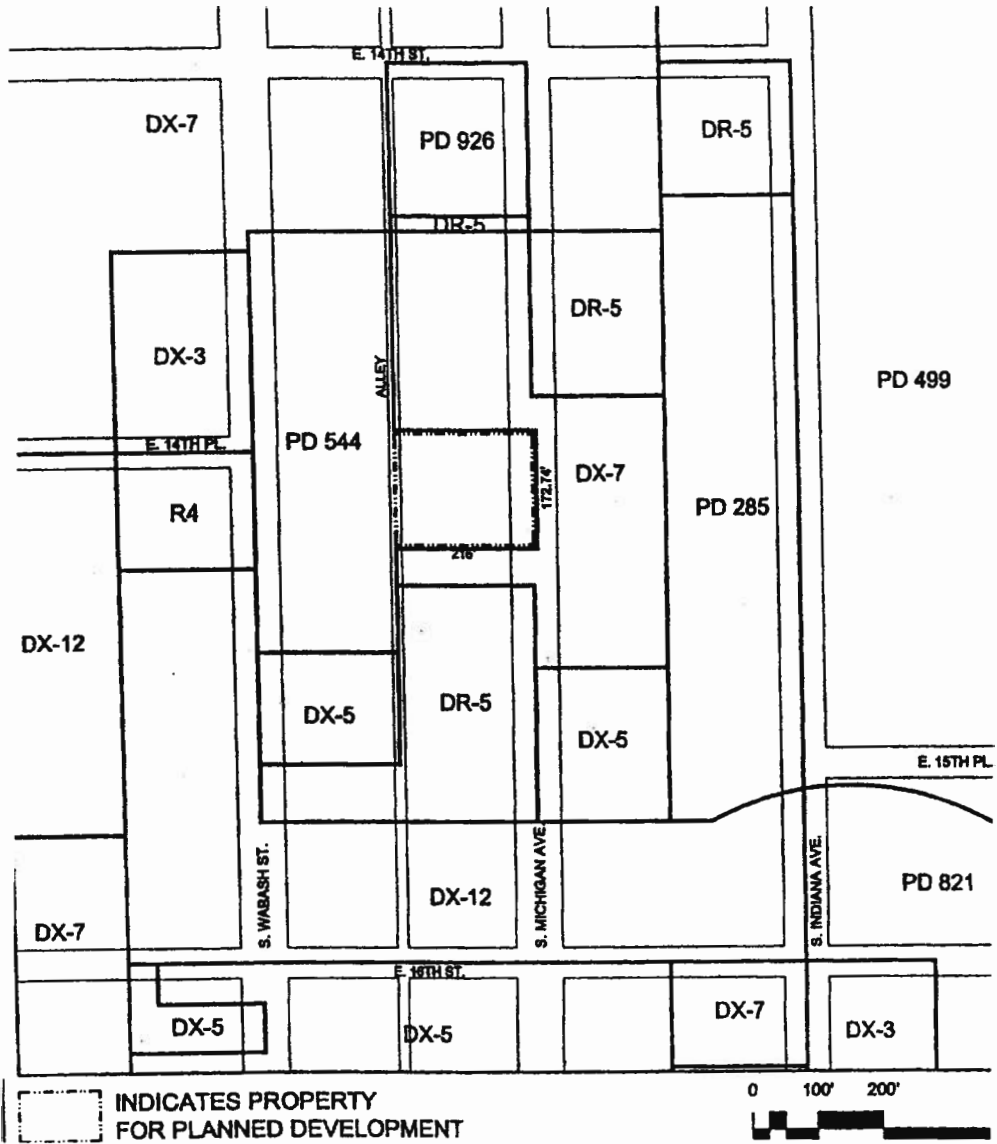 E. 14TH ST.
DX-7
PD 926
DR-5
DR-5
DR-5
DX-3
ALLEY
PD 499
E. 14TH PL.
PD 544
DX-7
172.74'
PD 285
R4
216'
DX-12
DX-5
DR-5
DX-5
E. 15TH PL.
S. WABASH ST.
S. MICHIGAN AVE.
S. INDIANA AVE.
PD 821
DX-12
DX-7
E. 16TH ST.
DX-5
DX-5
DX-7
DX-3
INDICATES PROPERTY
FOR PLANNED DEVELOPMENT
0 100' 200'